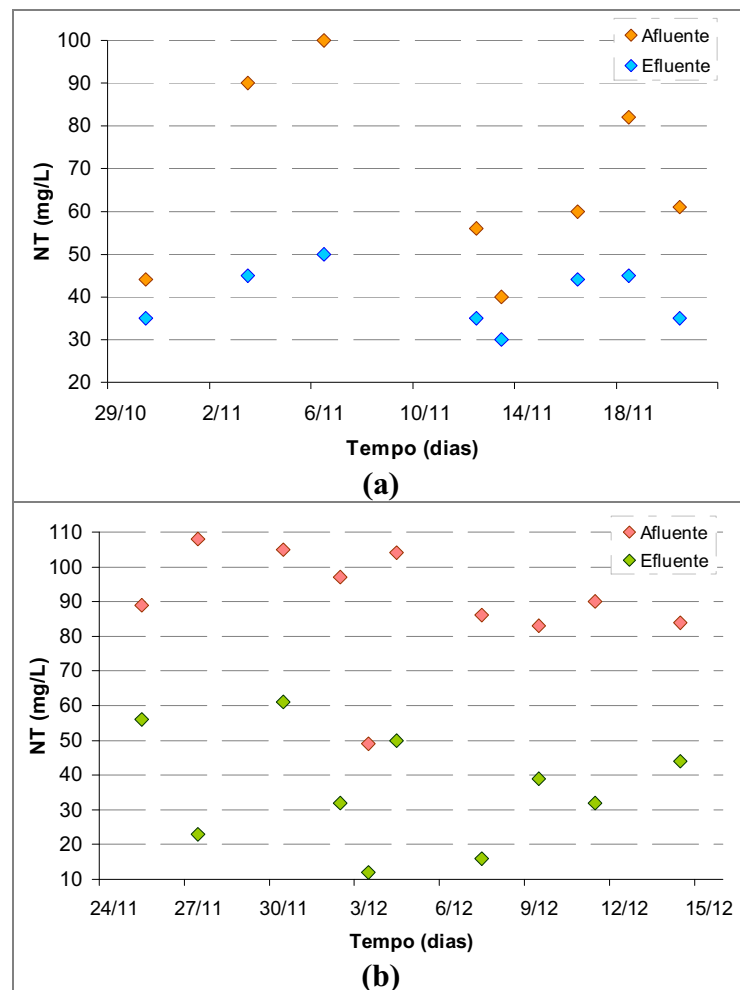 100
90
80
70
60
50
40
30
20
NT (mg/L)
Afluente
Efluente
29/10 2/11 6/11 10/11 14/11 18/11
Tempo (dias)
(a)
110
100
90
80
70
60
50
40
30
20
10
NT (mg/L)
Afluente
Efluente
24/11 27/11 30/11 3/12 6/12 9/12 12/12 15/12
Tempo (dias)
(b)